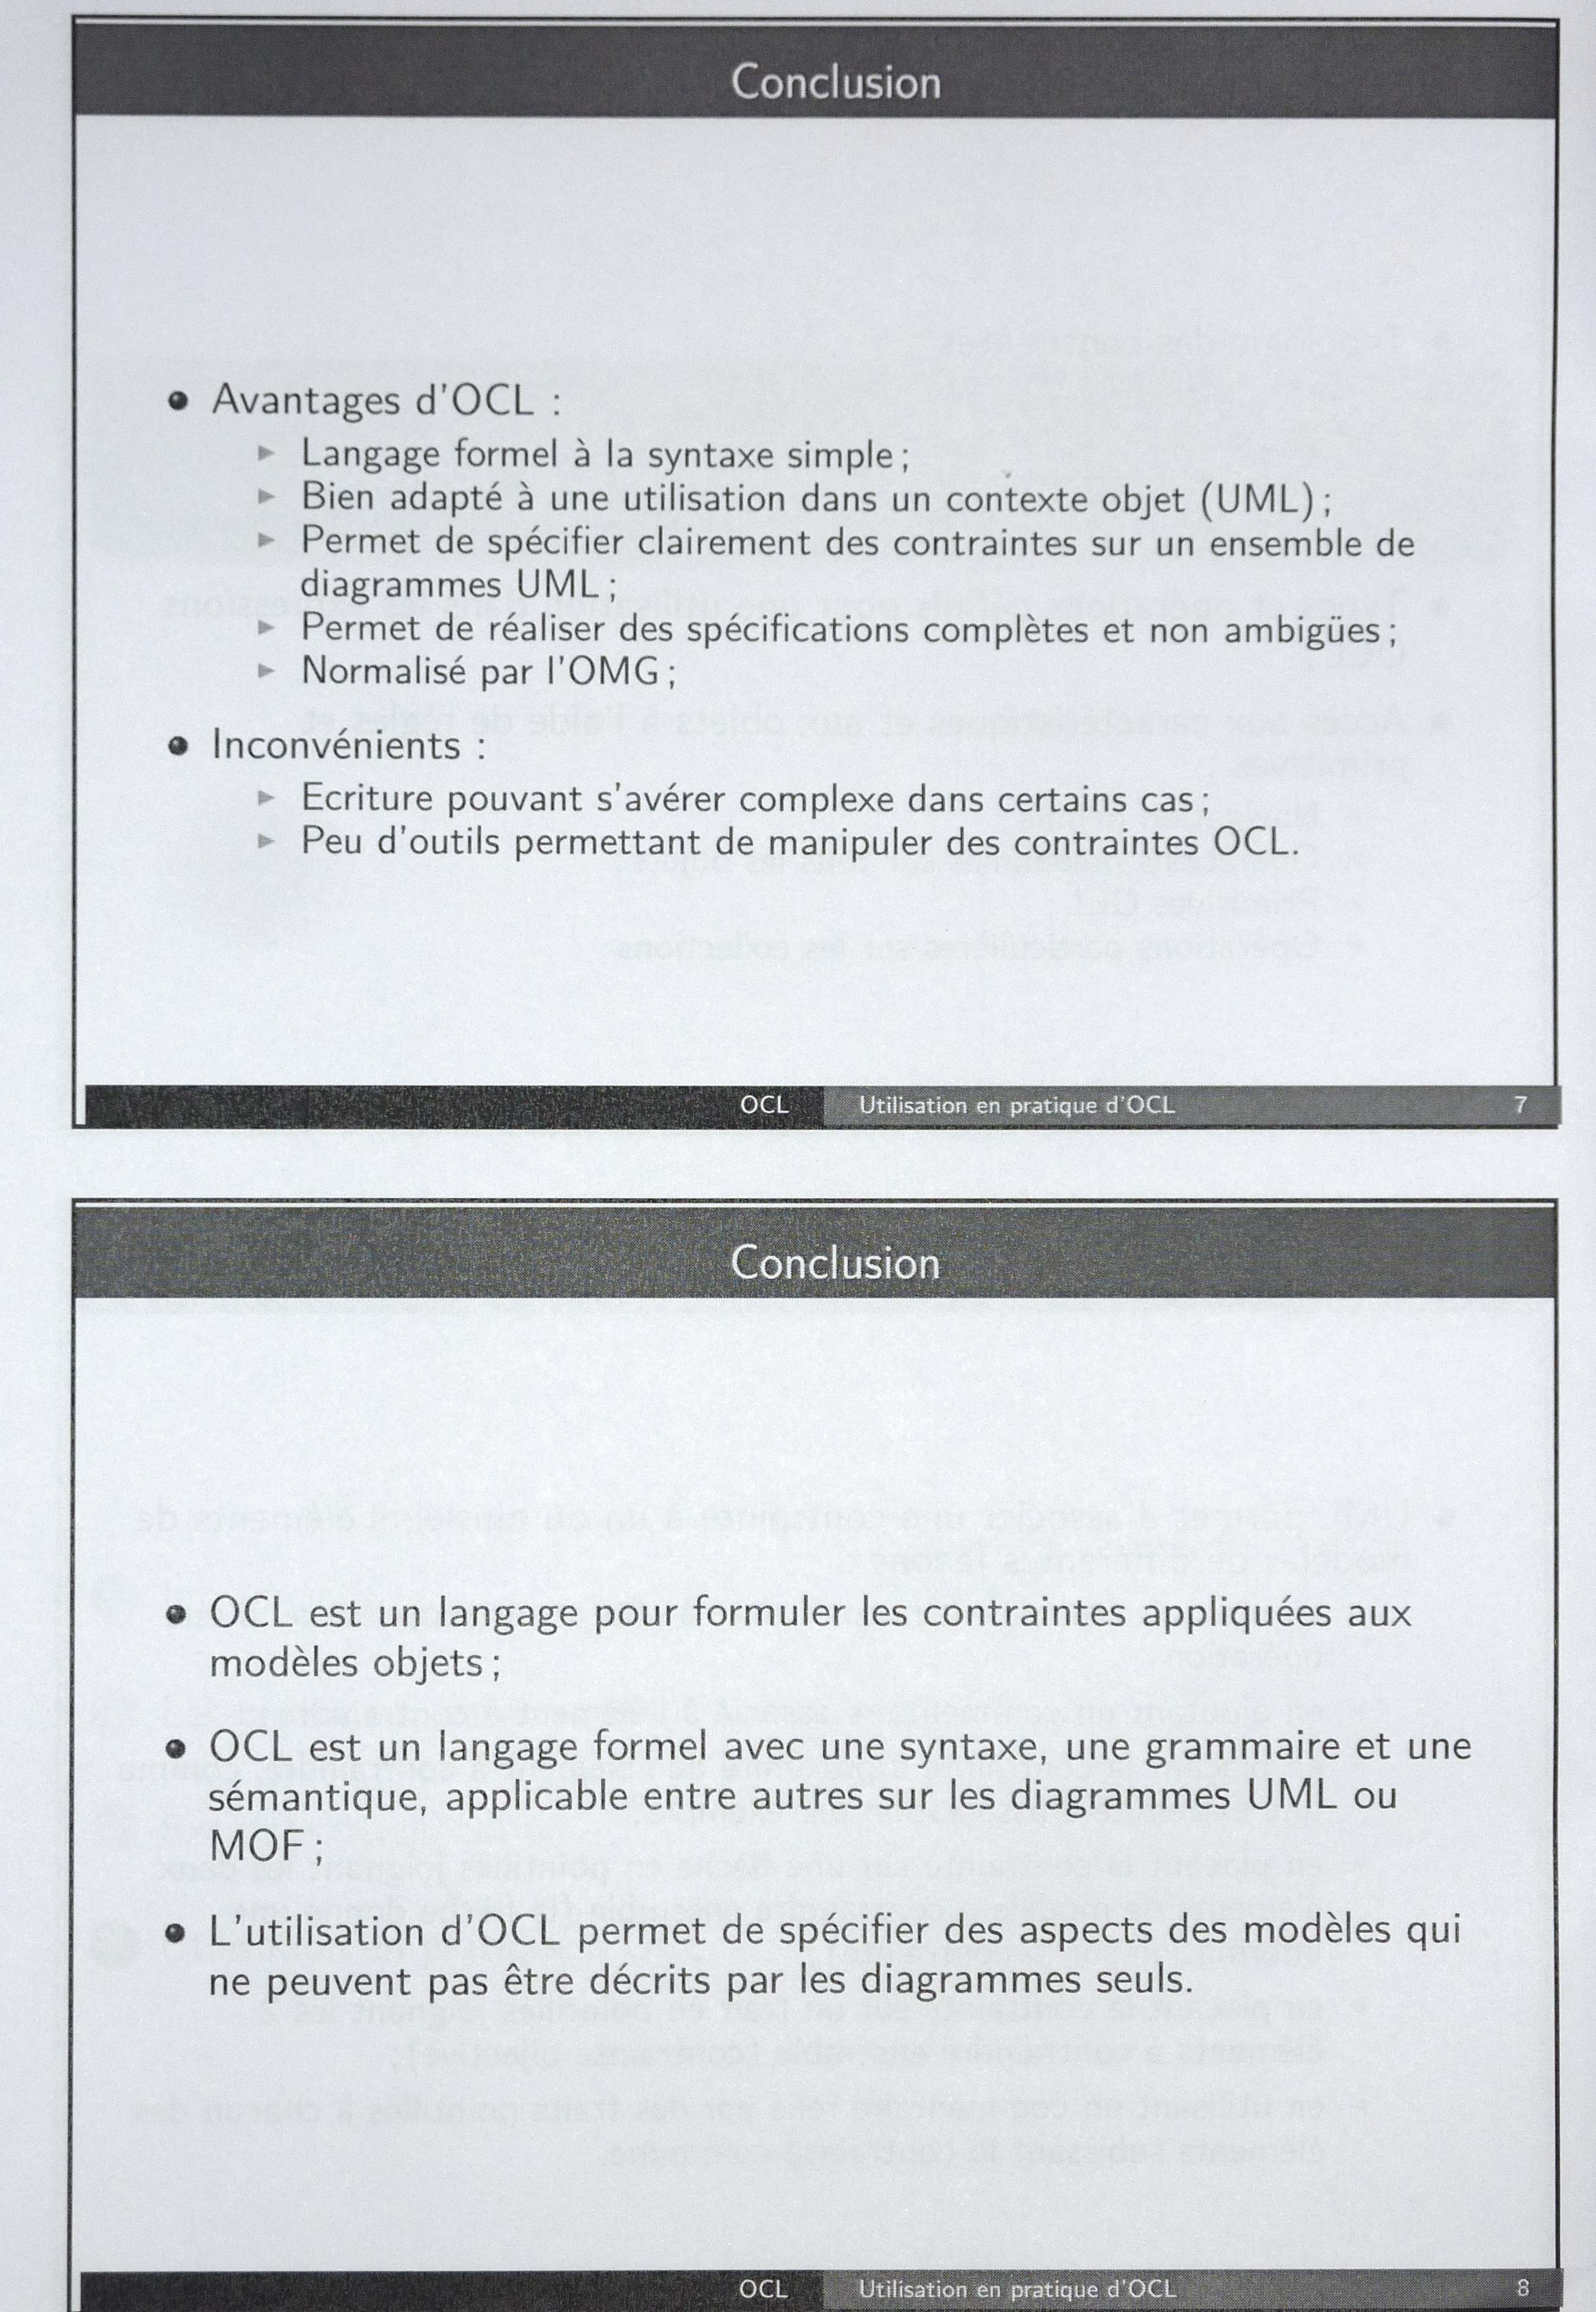 Conclusion
Avantages d'OCL :
Langage formel à la syntaxe simple ;
Bien adapté à une utilisation dans un contexte objet (UML) ;
Permet de spécifier clairement des contraintes sur un ensemble de
diagrammes UML ;
Permet de réaliser des spécifications complètes et non ambigües ;
Normalisé par l'OMG ;
Inconvénients :
Ecriture pouvant s'avérer complexe dans certains cas ;
Peu d'outils permettant de manipuler des contraintes OCL.
OCL Utilisation en pratique d'OCL 7
Conclusion
OCL est un langage pour formuler les contraintes appliquées aux
modèles objets ;
OCL est un langage formel avec une syntaxe, une grammaire et une
sémantique, applicable entre autres sur les diagrammes UML ou
MOF ;
L'utilisation d'OCL permet de spécifier des aspects des modèles qui
ne peuvent pas être décrits par les diagrammes seuls.
OCL Utilisation en pratique d'OCL 8